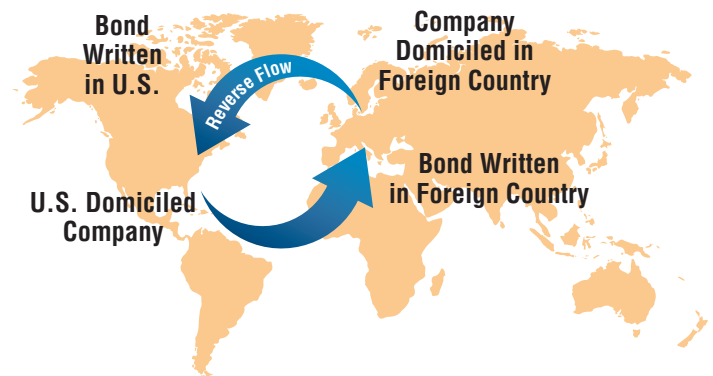 Bond
Written
in U.S.
Company
Domiciled in
Foreign Country
Reverse Flow
Bond Written
in Foreign Country
U.S. Domiciled
Company